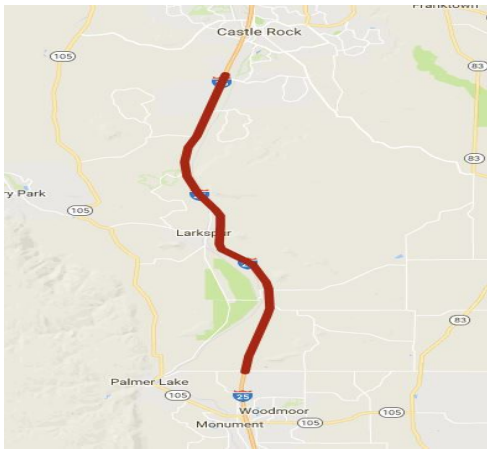 Franktown
Castle Rock
105
83
83
ry Park
105
Larkspur
83
Palmer Lake
105
25
Woodmoor
105
105
Monument